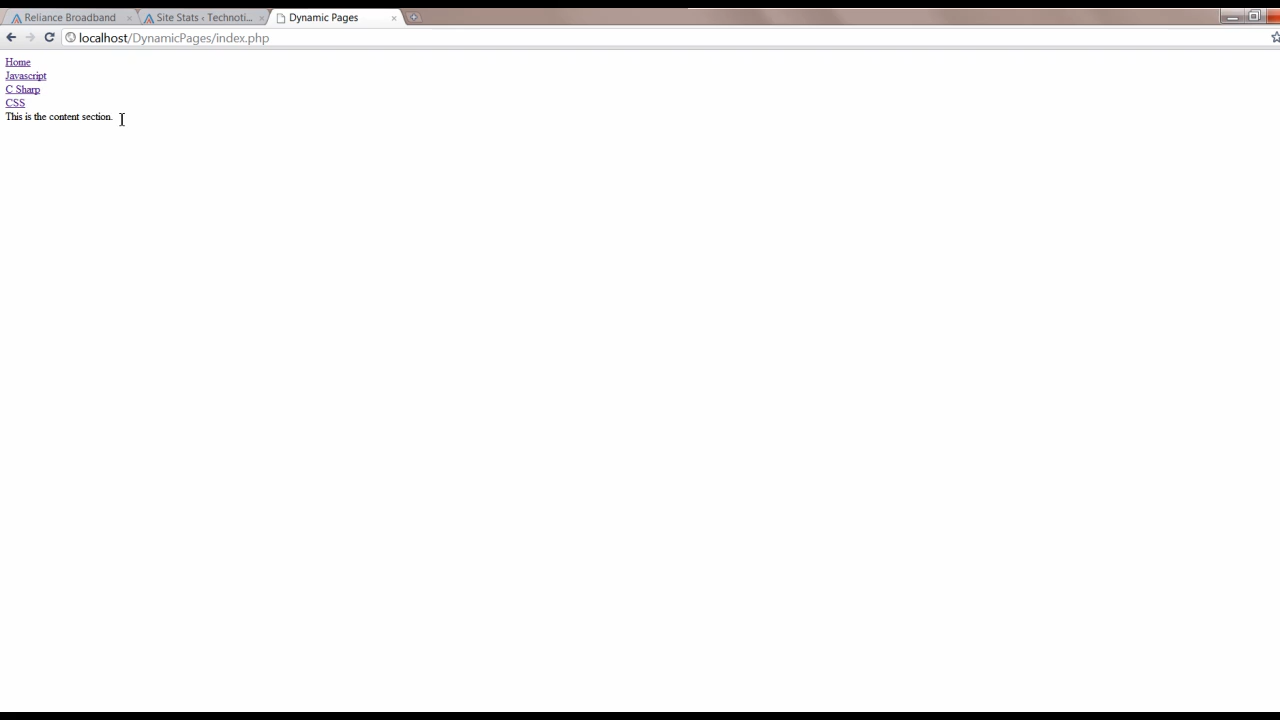 Reliance Broadband
Site Stats ‹ Technoti...
Dynamic Pages
localhost/DynamicPages/index.php
Home
Javascript
C Sharp
CSS
This is the content section.